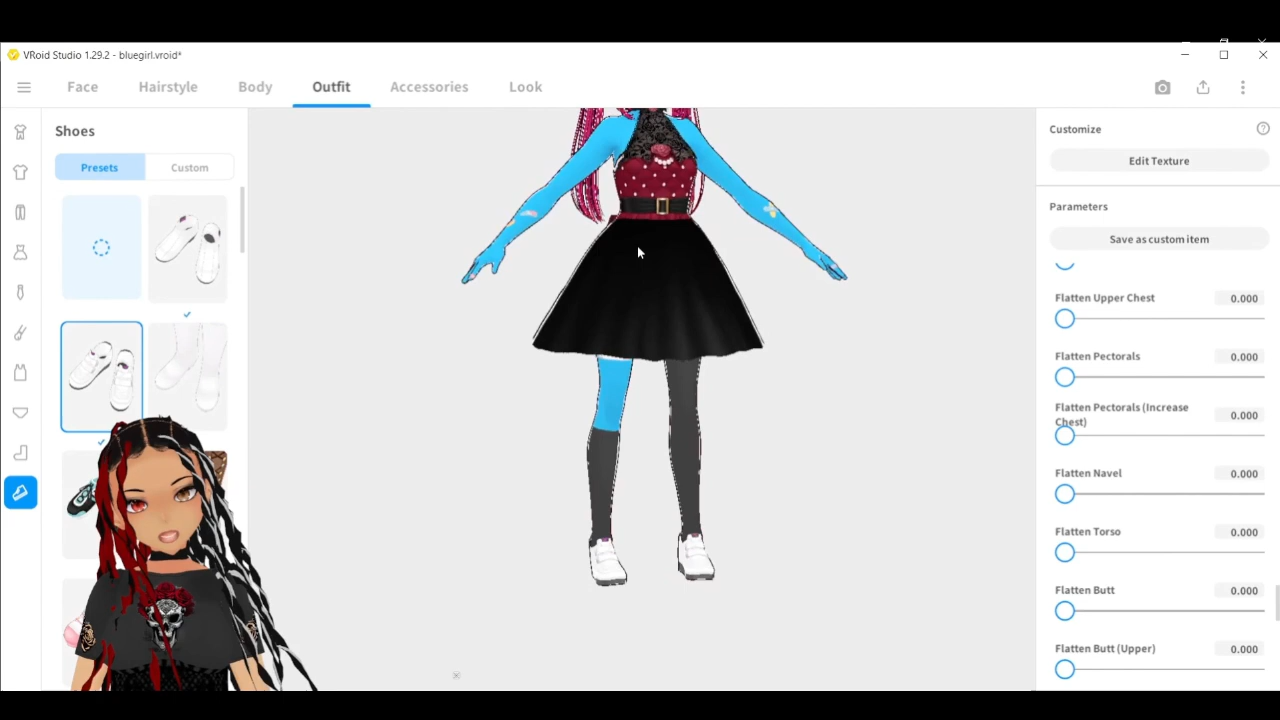 VRoid Studio 1.29.2 - bluegirl.vroid*
Face
Hairstyle
Body
Outfit
Accessories
Look
Shoes
Presets
Custom
Customize
Edit Texture
Parameters
Save as custom item
Flatten Upper Chest
0.000
Flatten Pectorals
0.000
Flatten Pectorals (Increase
Chest)
0.000
Flatten Navel
0.000
Flatten Torso
0.000
Flatten Butt
0.000
Flatten Butt (Upper)
0.000